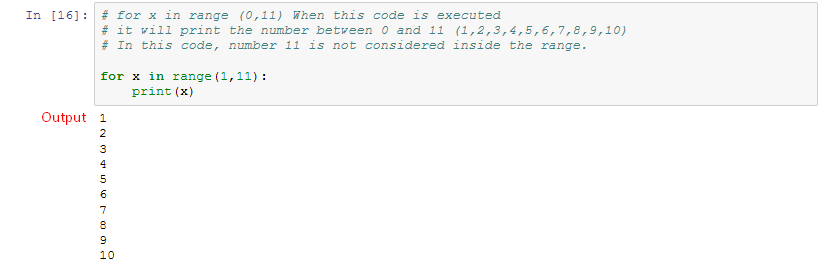 In [16]: # for x in range (0,11) When this code is executed
# it will print the number between 0 and 11 (1,2,3,4,5,6,7,8,9,10)
# In this code, number 11 is not considered inside the range.
for x in range(1,11):
    print(x)
Output 1
2
3
4
5
6
7
8
9
10